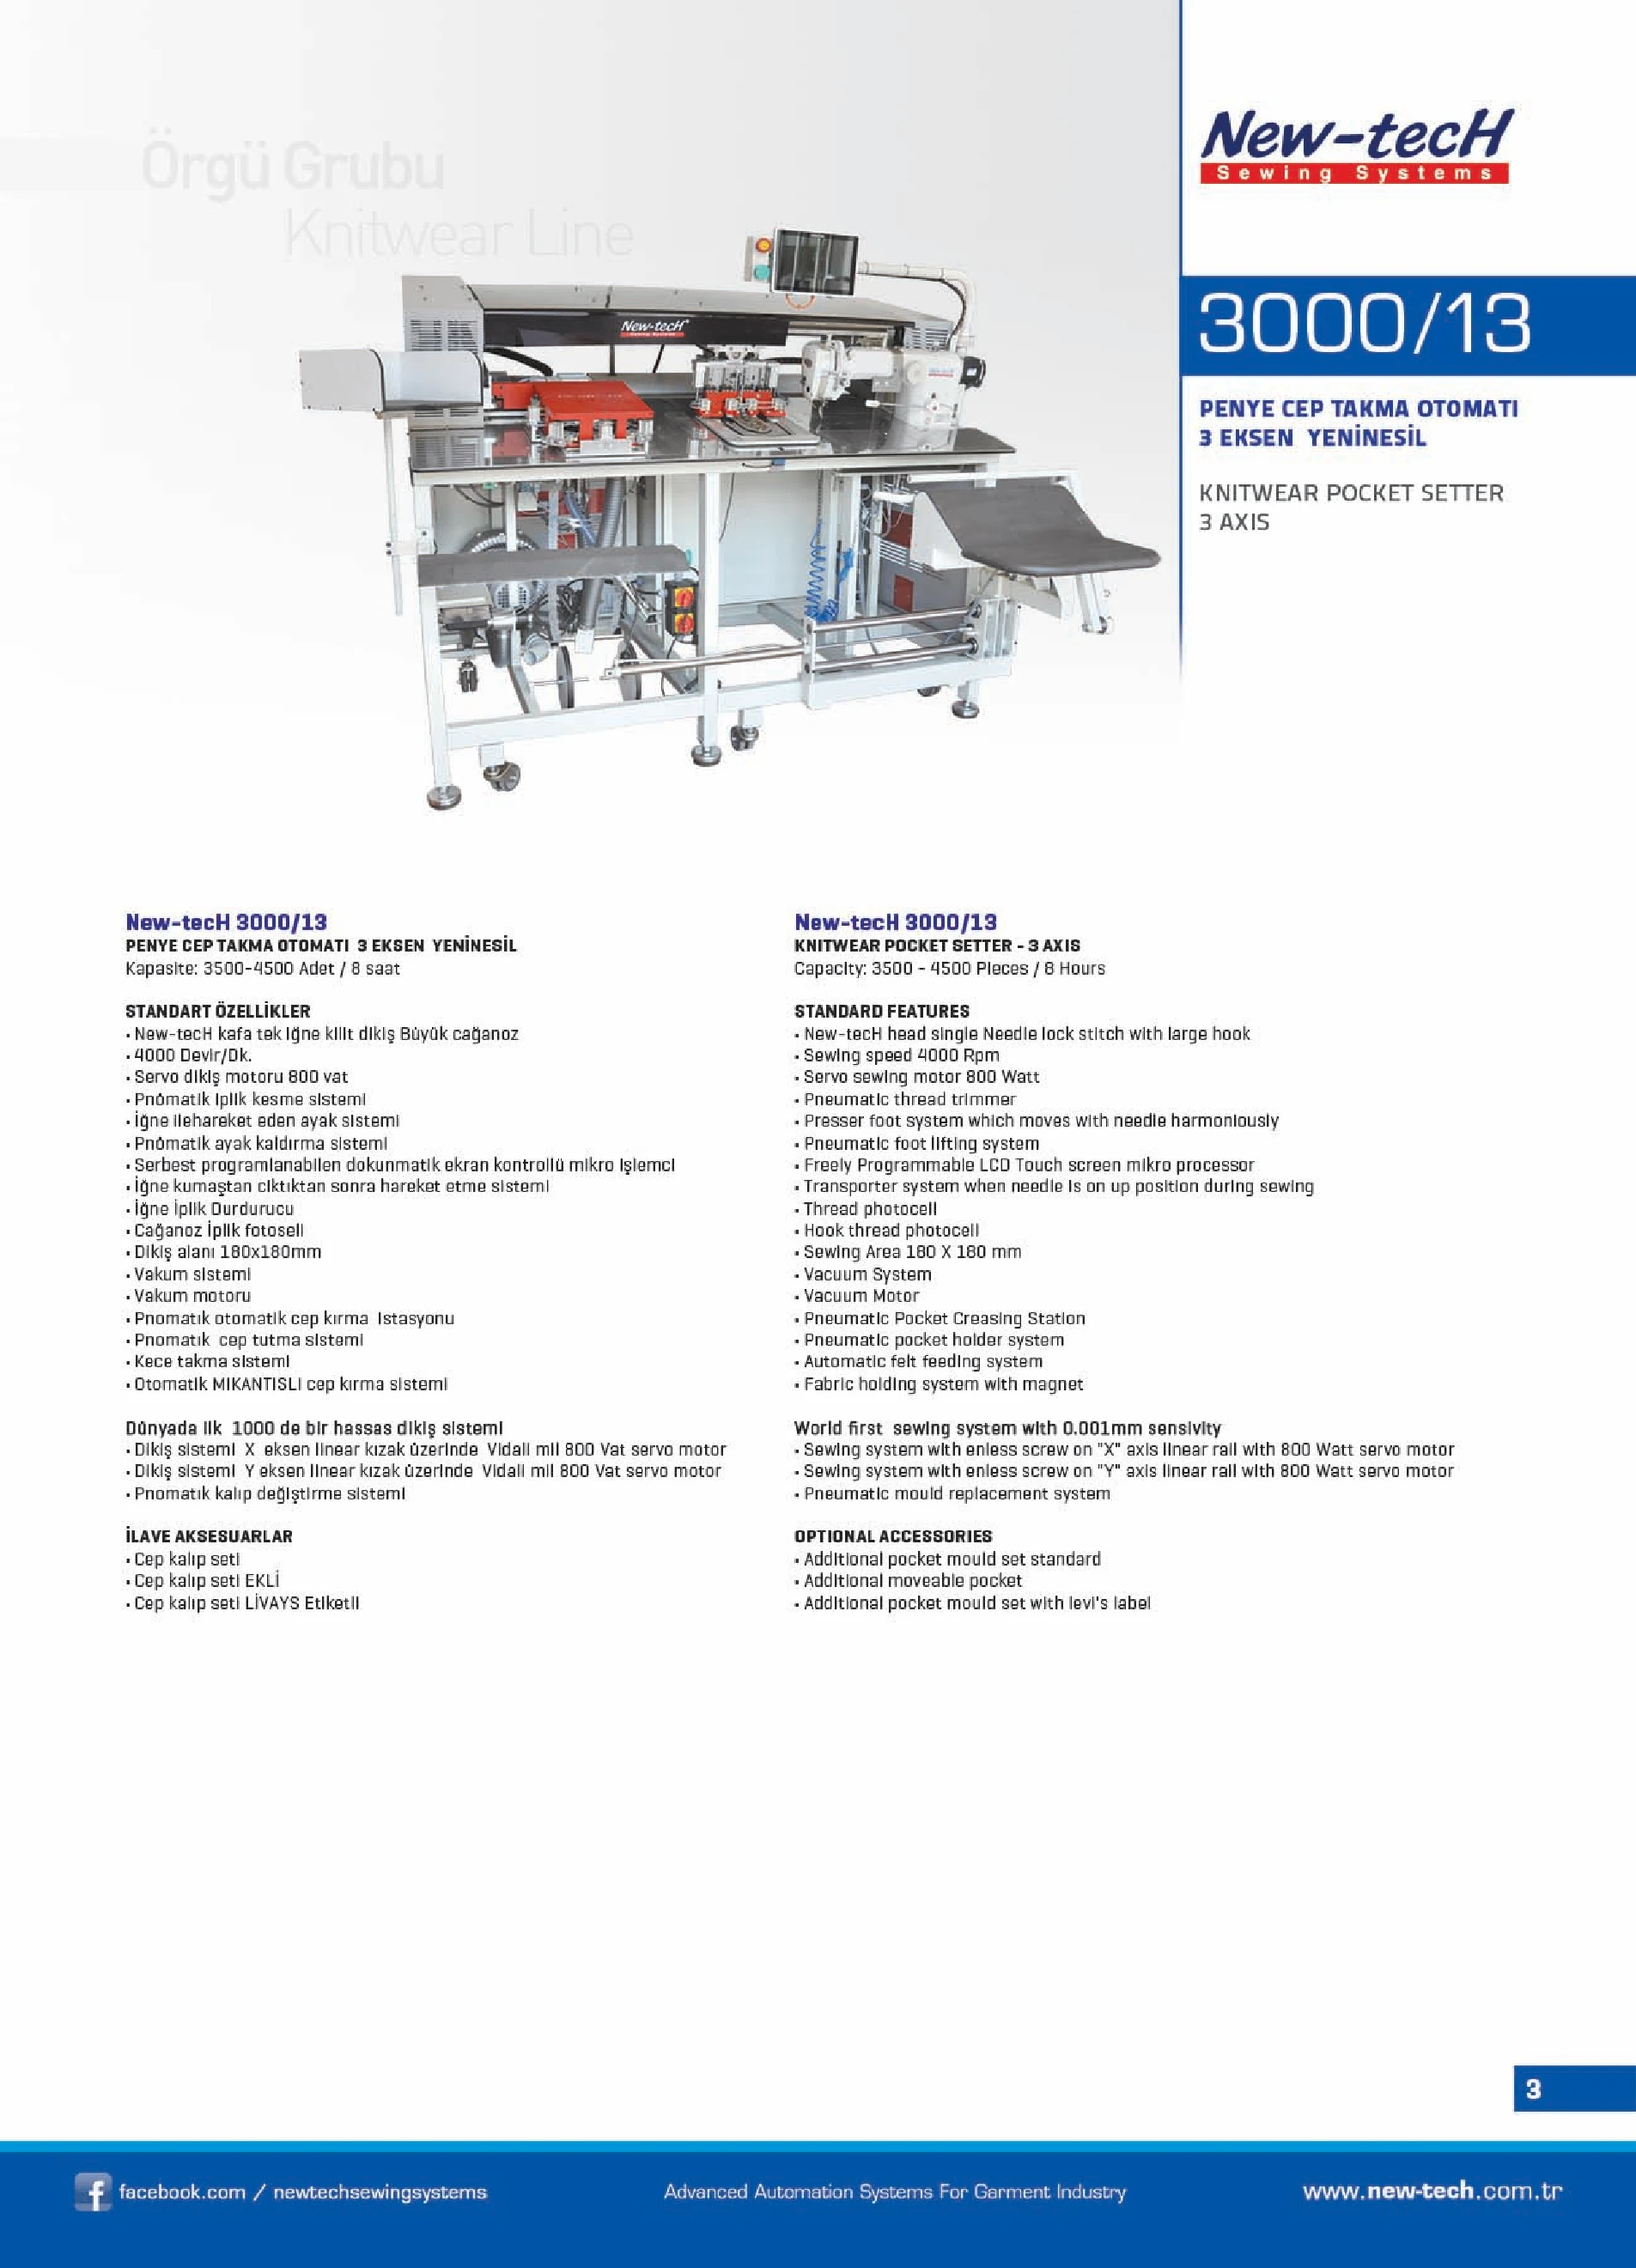 Örgü Grubu
Knitwear Line
New-tecH
Sewing Systems
New-tecH
3000/13
PENYE CEP TAKMA OTOMATI
3 EKSEN YENİNESİL
KNITWEAR POCKET SETTER
3 AXIS
New-tecH 3000/13
PENYE CEP TAKMA OTOMATI 3 EKSEN YENİNESİL
Kapasite: 3500-4500 Adet / 8 saat
STANDART ÖZELLİKLER
• New-tecH kafa tek iğne kilit dikiş Büyük cağanoz
• 4000 Devir/Dk.
• Servo dikiş motoru 800 vat
• Pnömatik iplik kesme sistemi
• İğne ilehareket eden ayak sistemi
• Pnömatik ayak kaldırma sistemi
• Serbest programlanabilen dokunmatik ekran kontrollü mikro işlemci
• İğne kumaştan cıktıktan sonra hareket etme sistemi
• İğne İplik Durdurucu
• Cağanoz İplik fotoseli
• Dikiş alanı 180x180mm
• Vakum sistemi
• Vakum motoru
• Pnomatık otomatik cep kırma istasyonu
• Pnomatık cep tutma sistemi
• Kece takma sistemi
• Otomatik MIKANTISLI cep kırma sistemi
Dünyada ilk 1000 de bir hassas dikiş sistemi
• Dikiş sistemi X eksen linear kızak üzerinde Vidali mil 800 Vat servo motor
• Dikiş sistemi Y eksen linear kızak üzerinde Vidali mil 800 Vat servo motor
• Pnomatık kalıp değiştirme sistemi
İLAVE AKSESUARLAR
• Cep kalıp seti
• Cep kalıp seti EKLİ
• Cep kalıp seti LİVAYS Etiketli
New-tecH 3000/13
KNITWEAR POCKET SETTER - 3 AXIS
Capacity: 3500 - 4500 Pieces / 8 Hours
STANDARD FEATURES
• New-tecH head single Needle lock stitch with large hook
• Sewing speed 4000 Rpm
• Servo sewing motor 800 Watt
• Pneumatic thread trimmer
• Presser foot system which moves with needle harmoniously
• Pneumatic foot lifting system
• Freely Programmable LCD Touch screen mikro processor
• Transporter system when needle is on up position during sewing
• Thread photocell
• Hook thread photocell
• Sewing Area 180 X 180 mm
• Vacuum System
• Vacuum Motor
• Pneumatic Pocket Creasing Station
• Pneumatic pocket holder system
• Automatic felt feeding system
• Fabric holding system with magnet
World first sewing system with 0.001mm sensivity
• Sewing system with enless screw on "X" axis linear rail with 800 Watt servo motor
• Sewing system with enless screw on "Y" axis linear rail with 800 Watt servo motor
• Pneumatic mould replacement system
OPTIONAL ACCESSORIES
• Additional pocket mould set standard
• Additional moveable pocket
• Additional pocket mould set with levi's label
3
f facebook.com / newtechsewingsystems
Advanced Automation Systems For Garment Industry
www.new-tech.com.tr